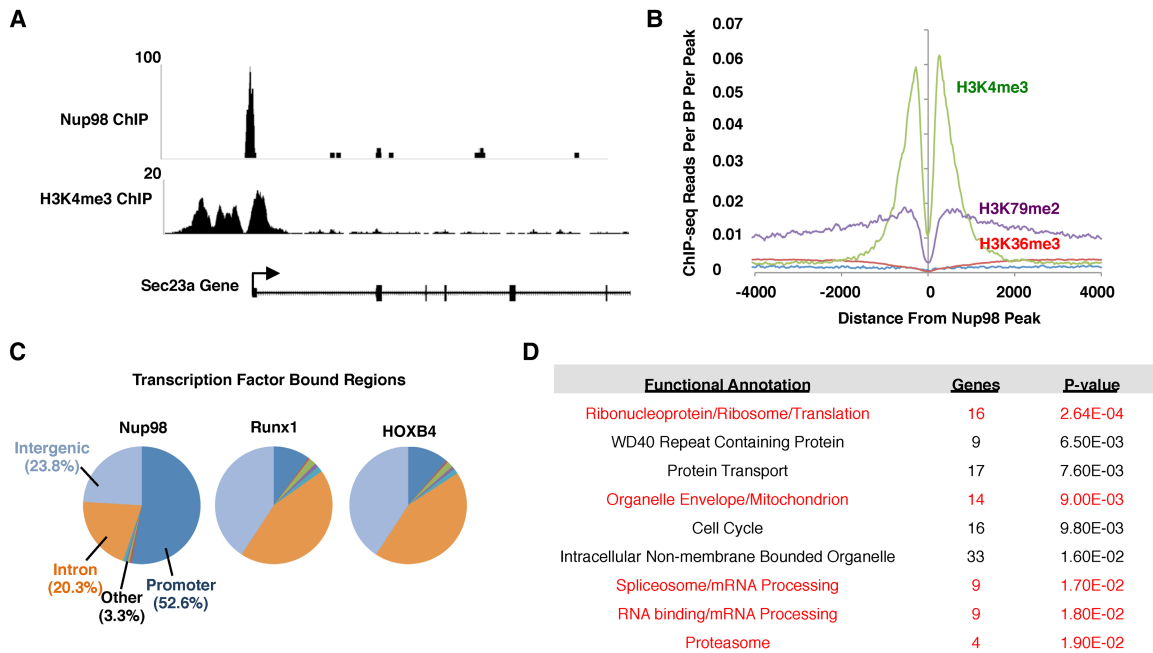 A
100
Nup98 ChIP
20
H3K4me3 ChIP
Sec23a Gene
B
ChIP-seq Reads Per BP Per Peak
0.07
0.06
0.05
0.04
0.03
0.02
0.01
0
H3K4me3
H3K79me2
H3K36me3
-4000 -2000 0 2000 4000
Distance From Nup98 Peak
C
Transcription Factor Bound Regions
Nup98 Runx1 HOXB4
Intergenic
(23.8%)
Intron
(20.3%)
Other
(3.3%)
Promoter
(52.6%)
D
Functional Annotation Genes P-value
Ribonucleoprotein/Ribosome/Translation 16 2.64E-04
WD40 Repeat Containing Protein 9 6.50E-03
Protein Transport 17 7.60E-03
Organelle Envelope/Mitochondrion 14 9.00E-03
Cell Cycle 16 9.80E-03
Intracellular Non-membrane Bounded Organelle 33 1.60E-02
Spliceosome/mRNA Processing 9 1.70E-02
RNA binding/mRNA Processing 9 1.80E-02
Proteasome 4 1.90E-02